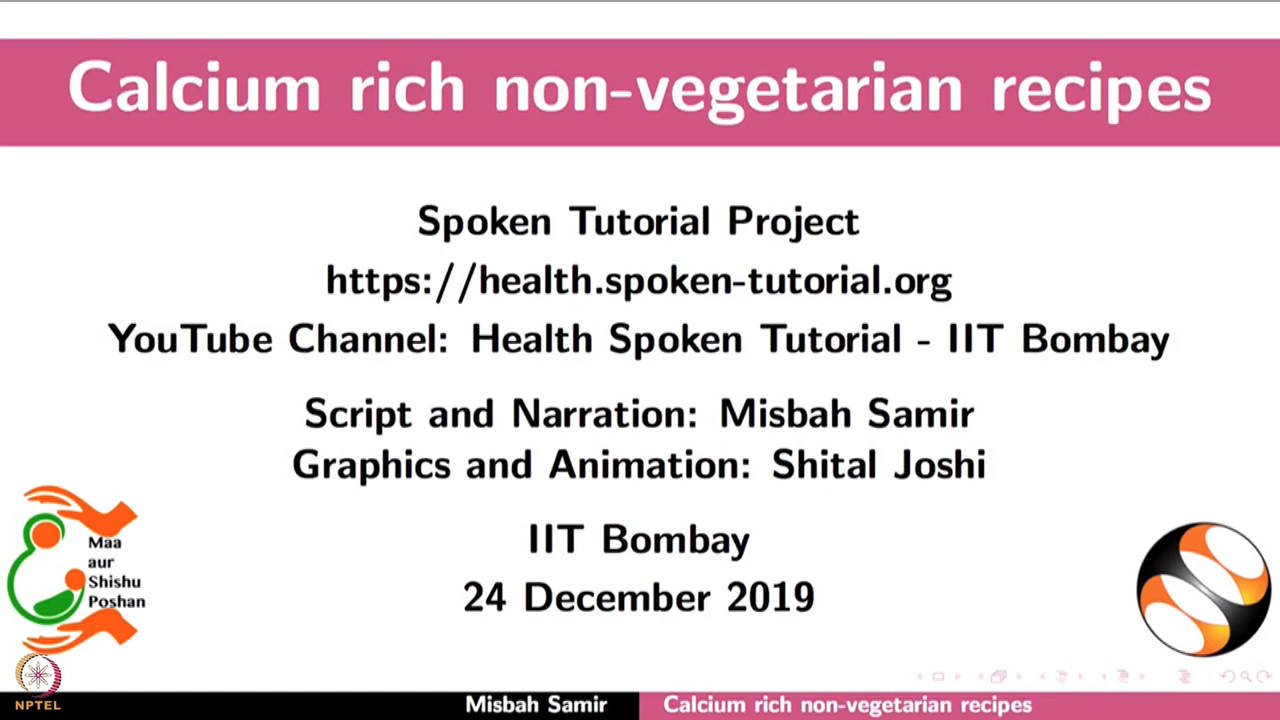 Calcium rich non-vegetarian recipes
Spoken Tutorial Project
https://health.spoken-tutorial.org
YouTube Channel: Health Spoken Tutorial - IIT Bombay
Script and Narration: Misbah Samir
Graphics and Animation: Shital Joshi
IIT Bombay
24 December 2019
Maa
aur
Shishu
Poshan
NPTEL
Misbah Samir
Calcium rich non-vegetarian recipes